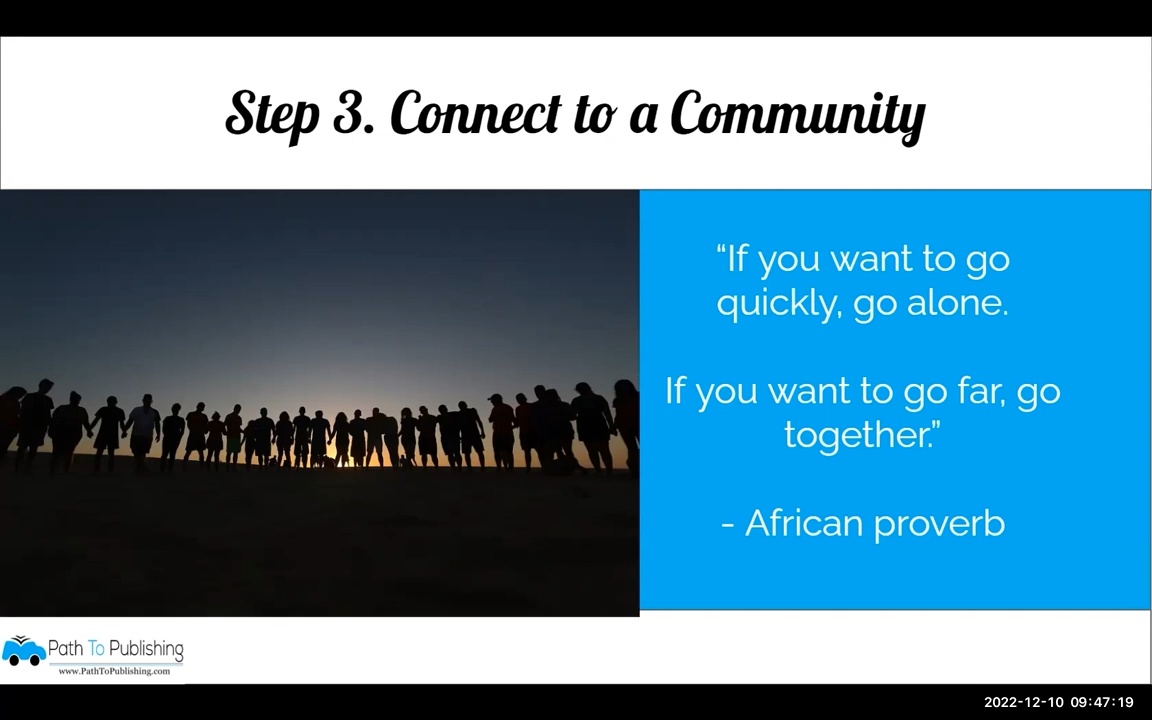 Step 3. Connect to a Community
“If you want to go
quickly, go alone.
If you want to go far, go
together.”
- African proverb
Path To Publishing
www.PathToPublishing.com
2022-12-10 09:47:19